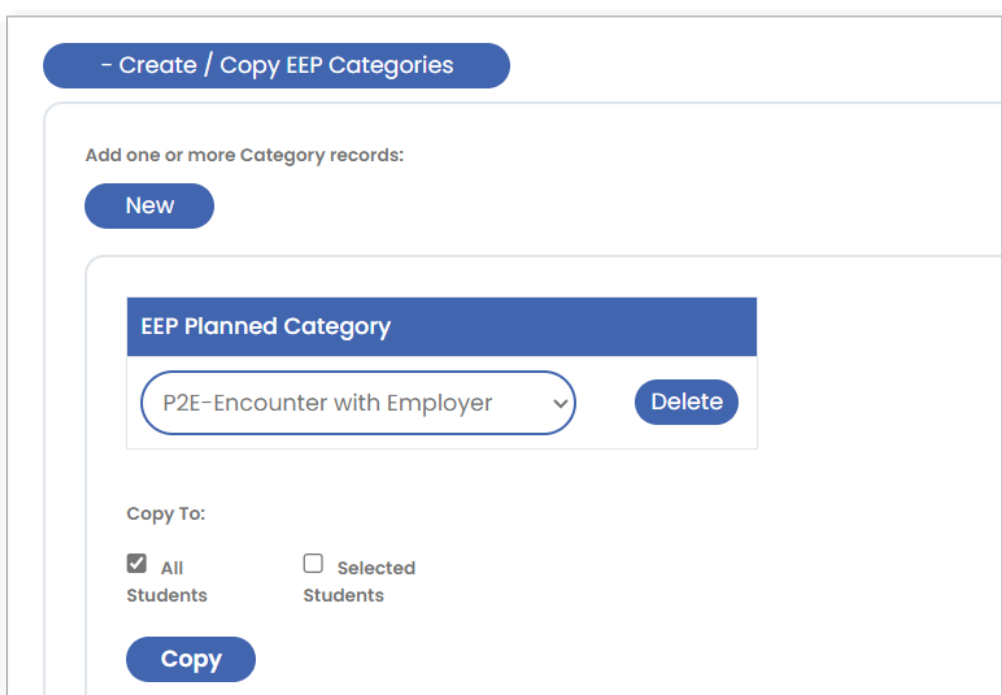 - Create / Copy EEP Categories
Add one or more Category records:
New
EEP Planned Category
P2E-Encounter with Employer
Delete
Copy To:
All
Students
Selected
Students
Copy